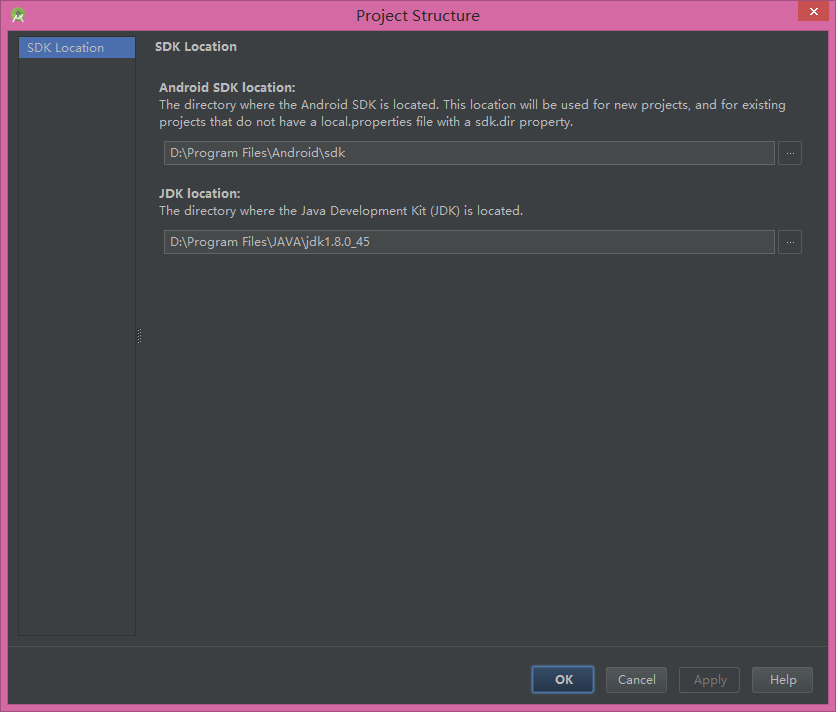 Project Structure
SDK Location
SDK Location
Android SDK location:
The directory where the Android SDK is located. This location will be used for new projects, and for existing
projects that do not have a local.properties file with a sdk.dir property.
D:\Program Files\Android\sdk
...
JDK location:
The directory where the Java Development Kit (JDK) is located.
D:\Program Files\JAVA\jdk1.8.0_45
...
OK
Cancel
Apply
Help